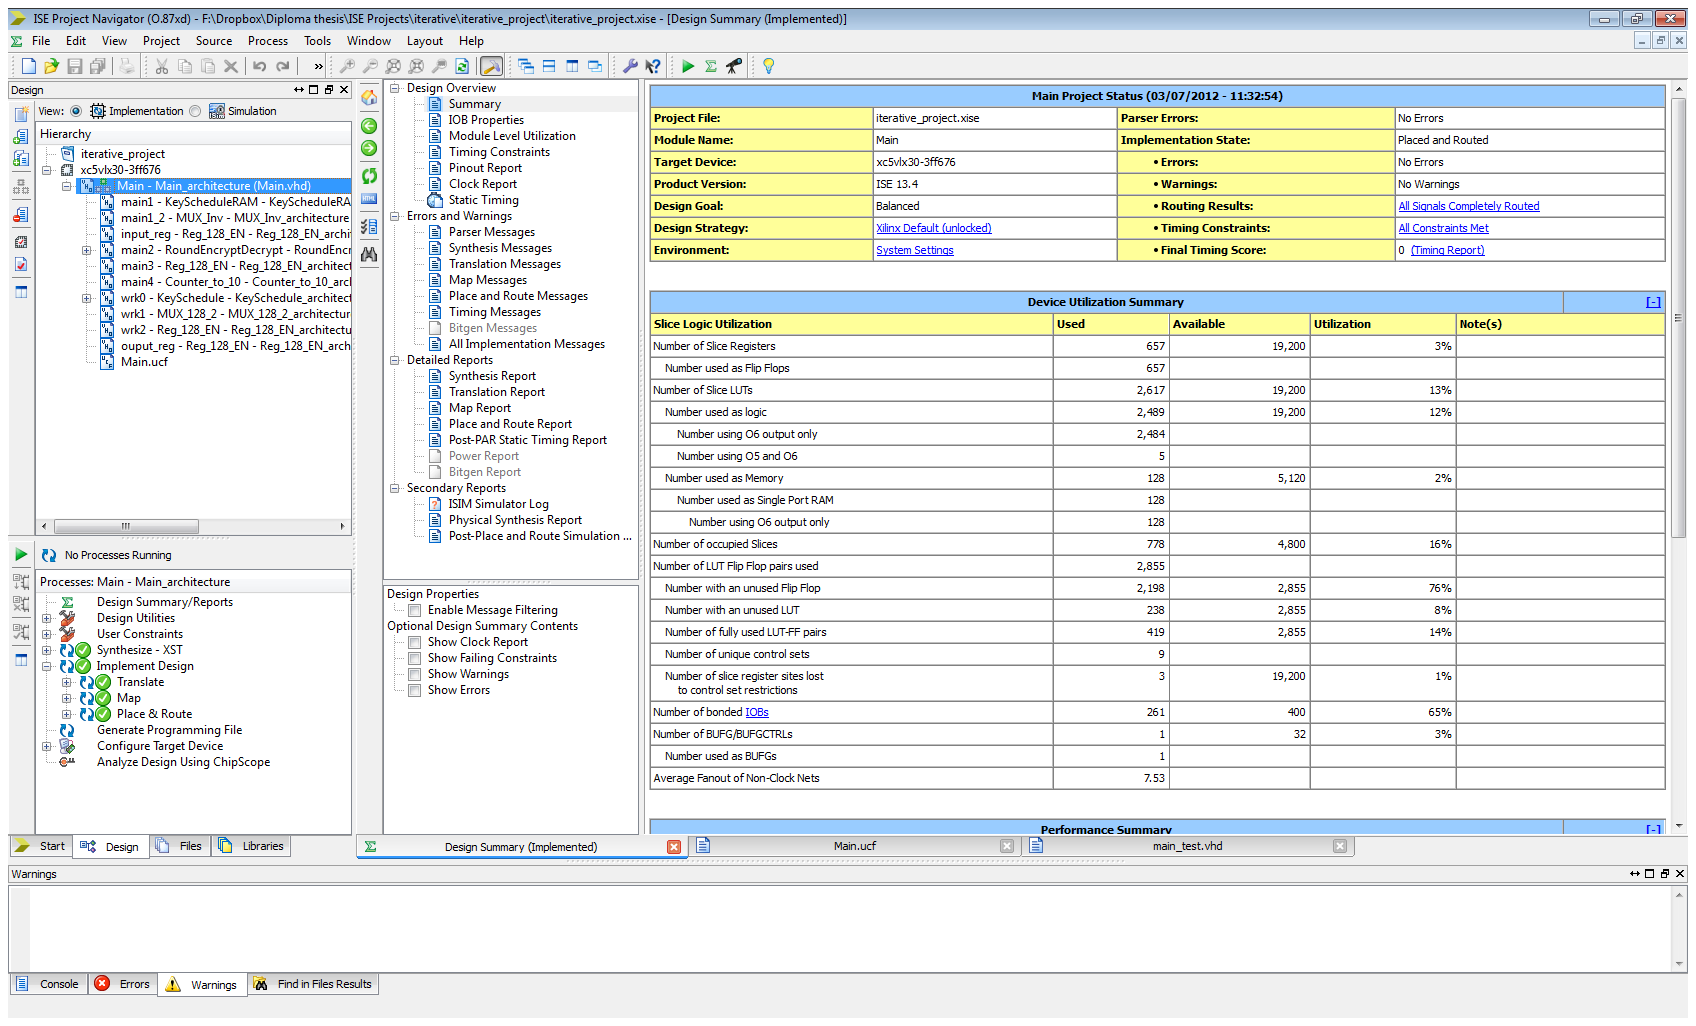 ISE Project Navigator (O.87xd) - F:\Dropbox\Diploma thesis\ISE Projects\iterative\iterative_project\iterative_project.xise - [Design Summary (Implemented)]
File Edit View Project Source Process Tools Window Layout Help
Design
View: Implementation Simulation
Hierarchy
iterative_project
xc5vlx30-3ff676
Main - Main_architecture (Main.vhd)
main1 - KeyScheduleRAM - KeyScheduleRA
main1_2 - MUX_Inv - MUX_Inv_architecture
input_reg - Reg_128_EN - Reg_128_EN_archi
main2 - RoundEncryptDecrypt - RoundEnc
main3 - Reg_128_EN - Reg_128_EN_architect
main4 - Counter_to_10 - Counter_to_10_arcl
wrk0 - KeySchedule - KeySchedule_architect
wrk1 - MUX_128_2 - MUX_128_2_architectur
wrk2 - Reg_128_EN - Reg_128_EN_architectu
ouput_reg - Reg_128_EN - Reg_128_EN_arch
Main.ucf
No Processes Running
Processes: Main - Main_architecture
Design Summary/Reports
Design Utilities
User Constraints
Synthesize - XST
Implement Design
Translate
Map
Place & Route
Generate Programming File
Configure Target Device
Analyze Design Using ChipScope
Start Design Files Libraries
Design Overview
Summary
IOB Properties
Module Level Utilization
Timing Constraints
Pinout Report
Clock Report
Static Timing
Errors and Warnings
Parser Messages
Synthesis Messages
Translation Messages
Map Messages
Place and Route Messages
Timing Messages
Bitgen Messages
All Implementation Messages
Detailed Reports
Synthesis Report
Translation Report
Map Report
Place and Route Report
Post-PAR Static Timing Report
Power Report
Bitgen Report
Secondary Reports
ISIM Simulator Log
Physical Synthesis Report
Post-Place and Route Simulation ...
Design Properties
Enable Message Filtering
Optional Design Summary Contents
Show Clock Report
Show Failing Constraints
Show Warnings
Show Errors
Main Project Status (03/07/2012 - 11:32:54)
Project File: iterative_project.xise Parser Errors: No Errors
Module Name: Main Implementation State: Placed and Routed
Target Device: xc5vlx30-3ff676 • Errors: No Errors
Product Version: ISE 13.4 • Warnings: No Warnings
Design Goal: Balanced • Routing Results: All Signals Completely Routed
Design Strategy: Xilinx Default (unlocked) • Timing Constraints: All Constraints Met
Environment: System Settings • Final Timing Score: 0 (Timing Report)
Device Utilization Summary [-]
Slice Logic Utilization Used Available Utilization Note(s)
Number of Slice Registers 657 19,200 3%
Number used as Flip Flops 657
Number of Slice LUTs 2,617 19,200 13%
Number used as logic 2,489 19,200 12%
Number using O6 output only 2,484
Number using O5 and O6 5
Number used as Memory 128 5,120 2%
Number used as Single Port RAM 128
Number using O6 output only 128
Number of occupied Slices 778 4,800 16%
Number of LUT Flip Flop pairs used 2,855
Number with an unused Flip Flop 2,198 2,855 76%
Number with an unused LUT 238 2,855 8%
Number of fully used LUT-FF pairs 419 2,855 14%
Number of unique control sets 9
Number of slice register sites lost
to control set restrictions 3 19,200 1%
Number of bonded IOBs 261 400 65%
Number of BUFG/BUFGCTRLs 1 32 3%
Number used as BUFGs 1
Average Fanout of Non-Clock Nets 7.53
Performance Summary [-]
Design Summary (Implemented) Main.ucf main_test.vhd
Warnings
Console Errors Warnings Find in Files Results